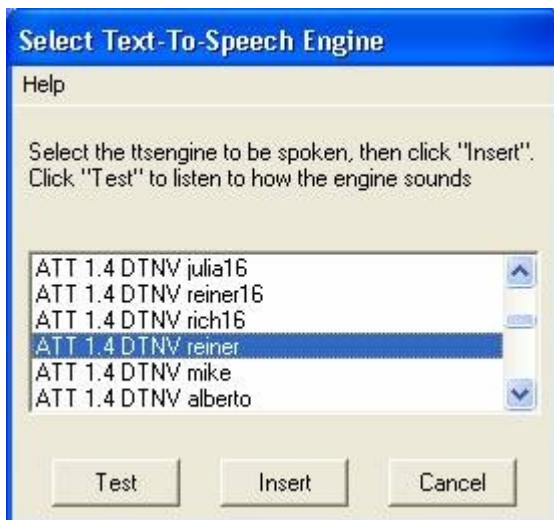 Select Text-To-Speech Engine
Help
Select the ttsengine to be spoken, then click "Insert".
Click "Test" to listen to how the engine sounds
ATT 1.4 DTNV julia16
ATT 1.4 DTNV reiner16
ATT 1.4 DTNV rich16
ATT 1.4 DTNV reiner
ATT 1.4 DTNV mike
ATT 1.4 DTNV alberto
Test Insert Cancel